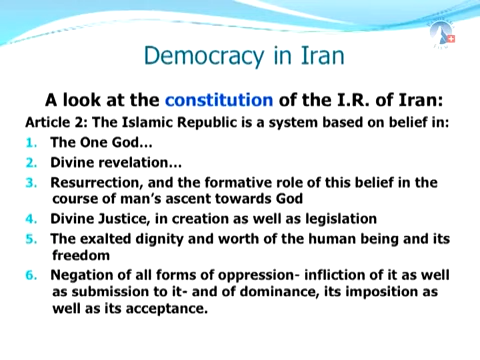 Democracy in Iran
A look at the constitution of the I.R. of Iran:
Article 2: The Islamic Republic is a system based on belief in:
1. The One God...
2. Divine revelation...
3. Resurrection, and the formative role of this belief in the
course of man's ascent towards God
4. Divine Justice, in creation as well as legislation
5. The exalted dignity and worth of the human being and its
freedom
6. Negation of all forms of oppression- infliction of it as well
as submission to it- and of dominance, its imposition as
well as its acceptance.